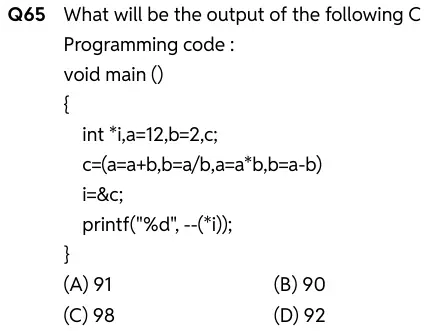 Q65 What will be the output of the following C
Programming code :
void main ()
{
int *i,a=12,b=2,c;
c=(a=a+b,b=a/b,a=a*b,b=a-b)
i=&c;
printf("%d", --(*i));
}
(A) 91 (B) 90
(C) 98 (D) 92